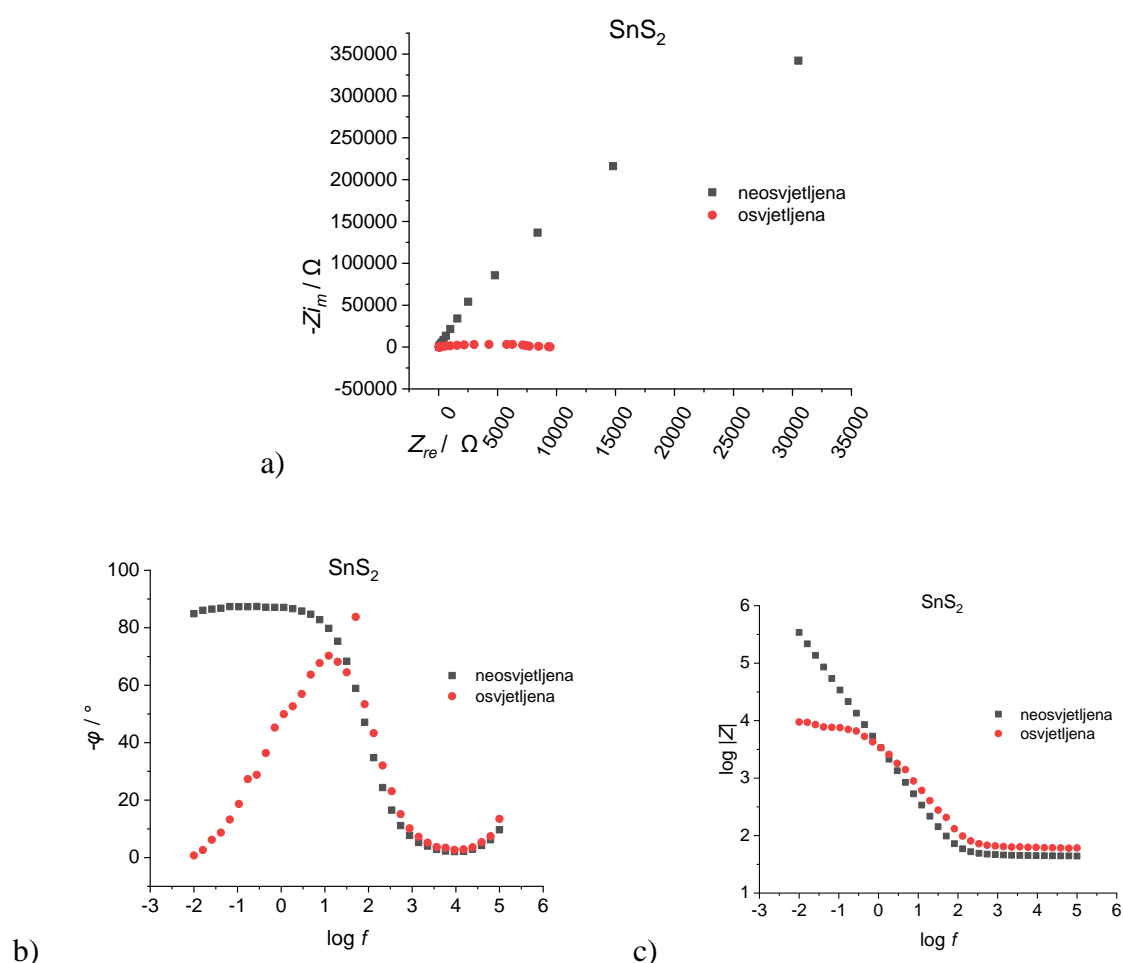 SnS₂
350000
300000
250000
200000
150000
100000
50000
0
-50000
-Zi_m / Ω
neosvjetljena
osvjetljena
0 5000 10000 15000 20000 25000 30000 35000
Z_re / Ω
a)
SnS₂
100
80
60
40
20
0
-φ / °
neosvjetljena
osvjetljena
-3 -2 -1 0 1 2 3 4 5 6
log f
b)
SnS₂
6
5
4
3
2
1
log |Z|
neosvjetljena
osvjetljena
-3 -2 -1 0 1 2 3 4 5 6
log f
c)